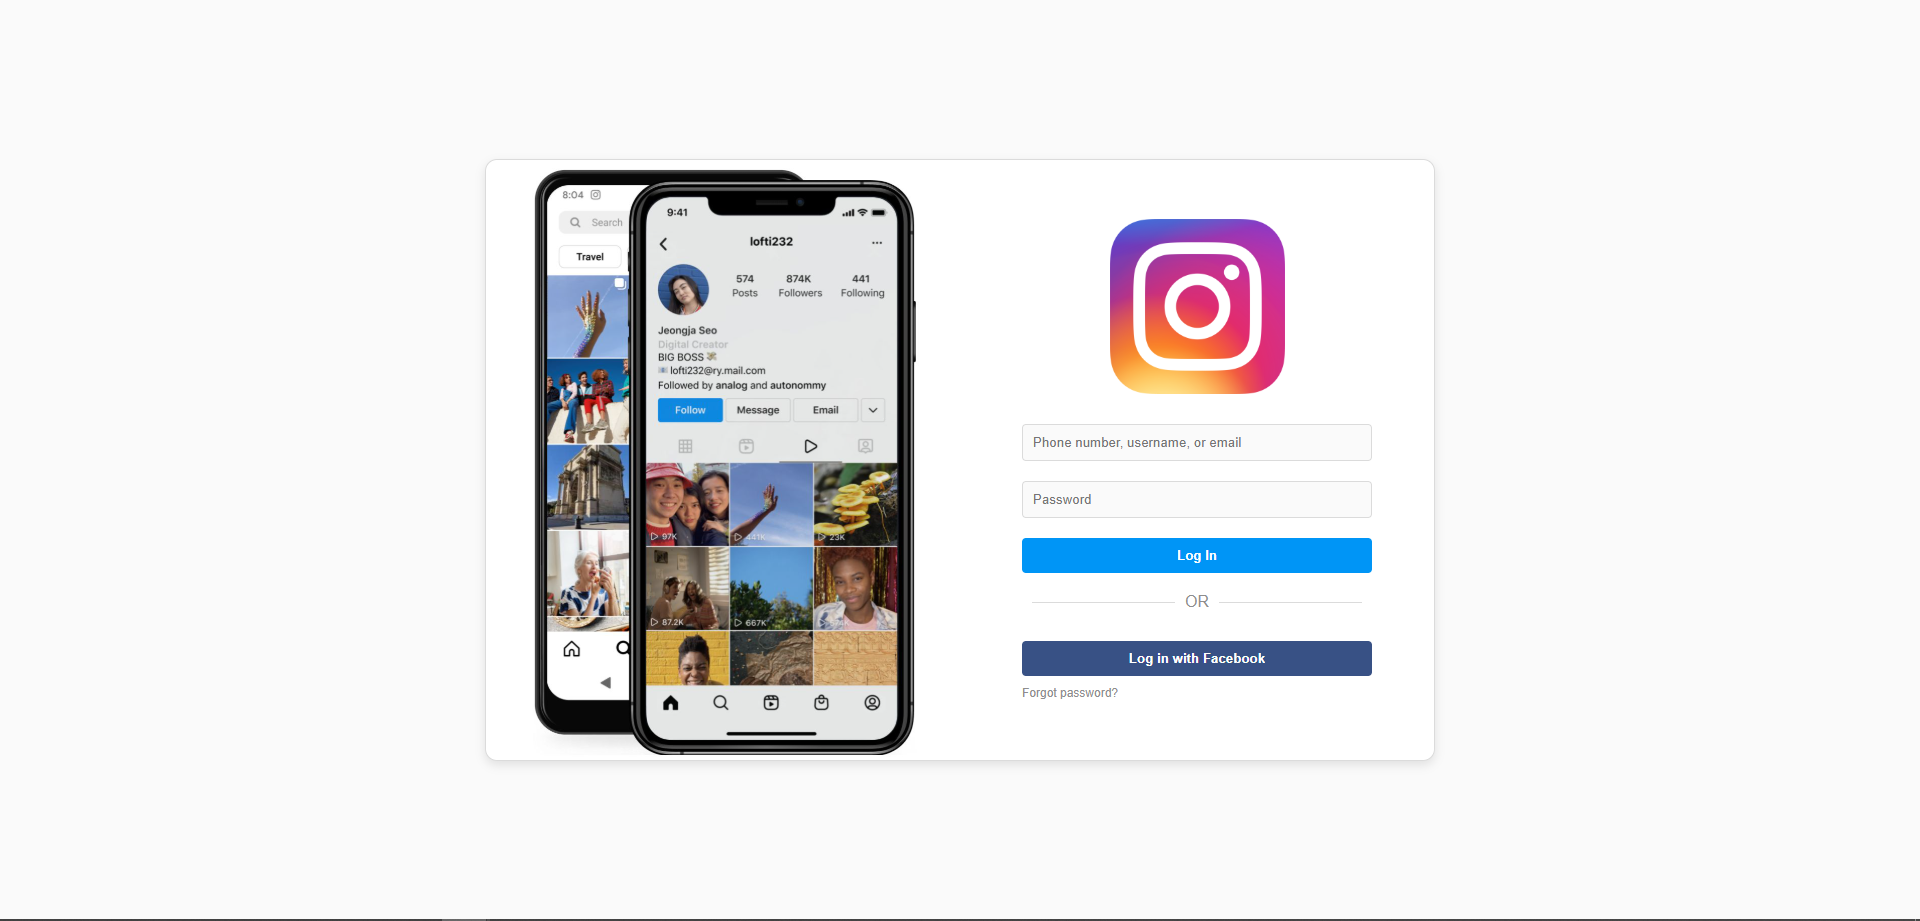 8:04
Search
Travel
9:41
lofti232
574 874K 441
Posts Followers Following
Jeongja Seo
Digital Creator
BIG BOSS
lofti232@ry.mail.com
Followed by analog and autonommy
Follow Message Email
97K 441K 23K
87.2K 667K
Phone number, username, or email
Password
Log In
OR
Log in with Facebook
Forgot password?